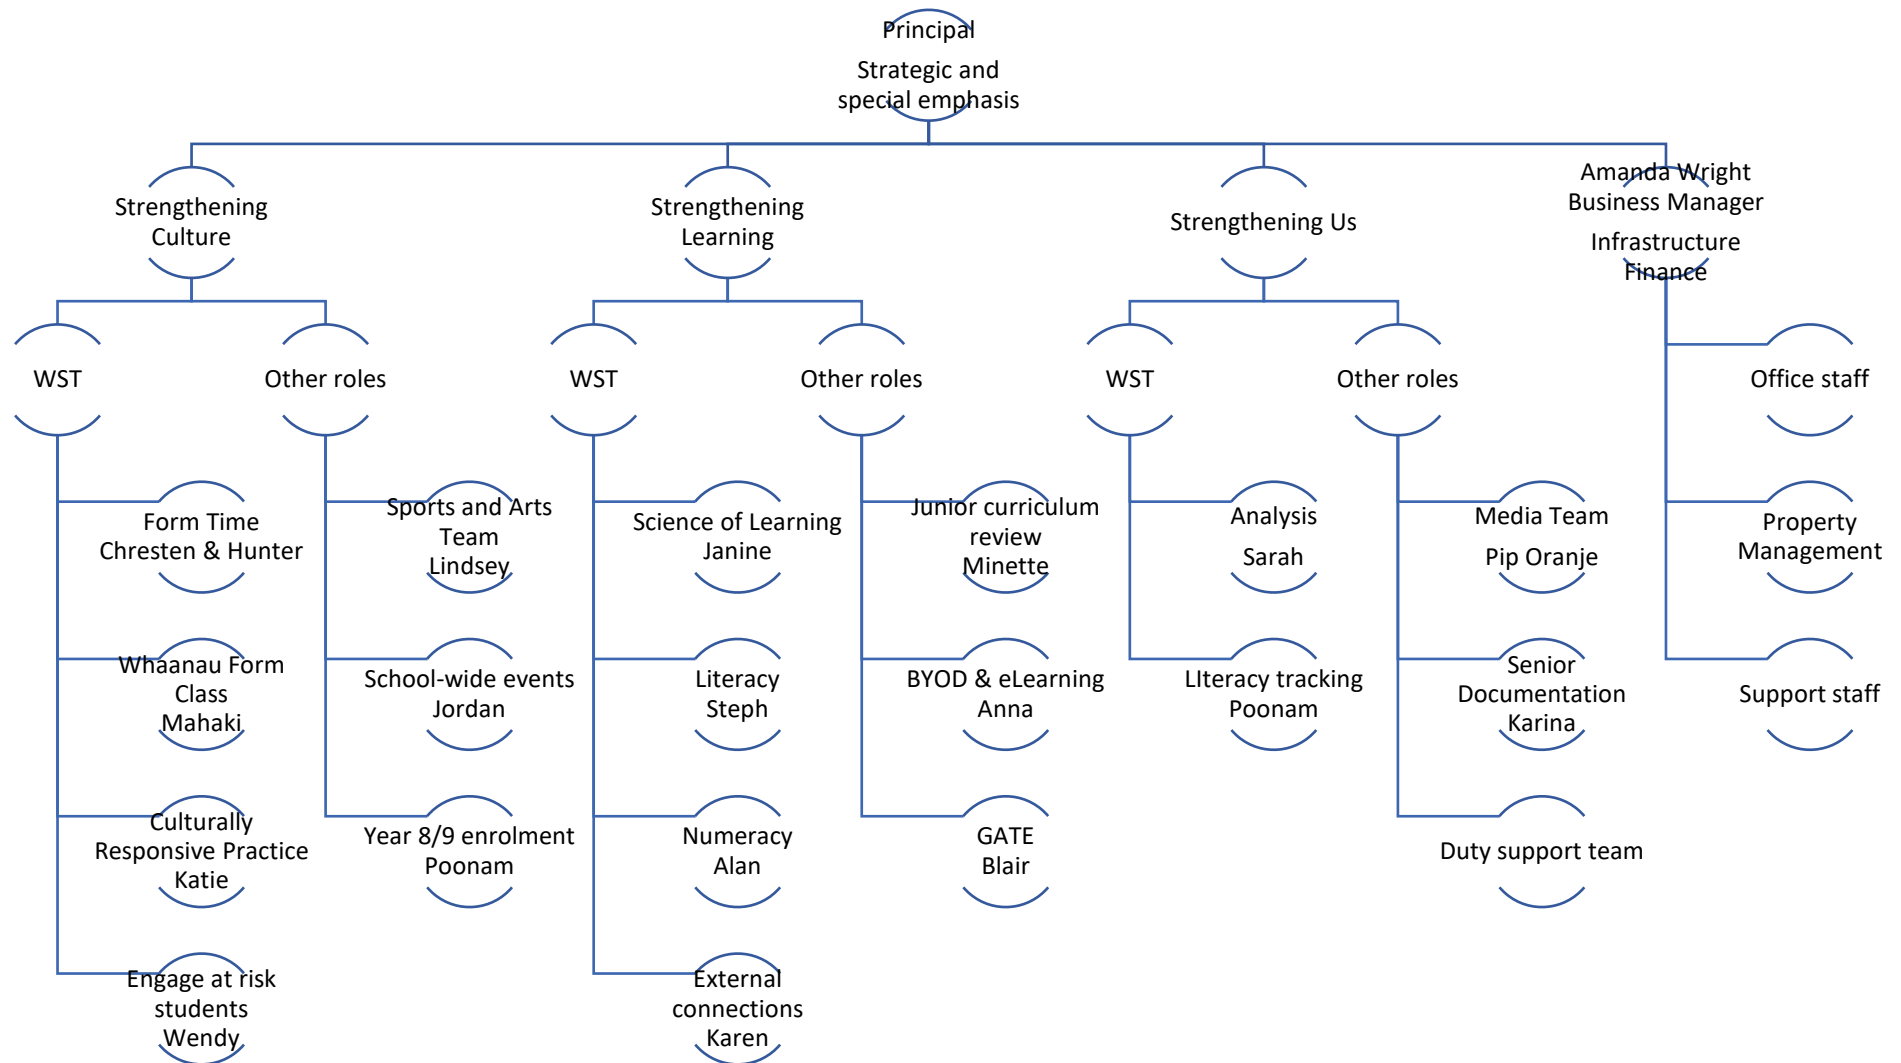 Principal
Strategic and
special emphasis
Strengthening
Culture
Strengthening
Learning
Strengthening Us
Amanda Wright
Business Manager
Infrastructure
Finance
WST
Other roles
WST
Other roles
WST
Other roles
Office staff
Form Time
Chresten & Hunter
Sports and Arts
Team
Lindsey
Science of Learning
Janine
Junior curriculum
review
Minette
Analysis
Sarah
Media Team
Pip Oranje
Property
Management
Whaanau Form
Class
Mahaki
School-wide events
Jordan
Literacy
Steph
BYOD & eLearning
Anna
LIteracy tracking
Poonam
Senior
Documentation
Karina
Support staff
Culturally
Responsive Practice
Katie
Year 8/9 enrolment
Poonam
Numeracy
Alan
GATE
Blair
Duty support team
Engage at risk
students
Wendy
External
connections
Karen